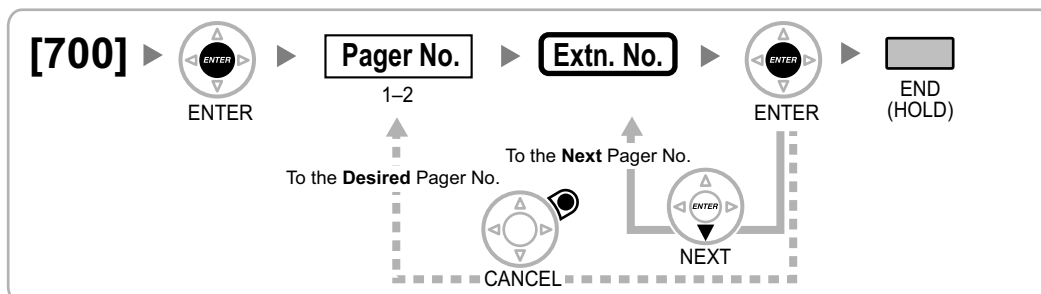 [700]
ENTER
ENTER
Pager No.
1–2
Extn. No.
ENTER
ENTER
END
(HOLD)
To the Desired Pager No.
CANCEL
To the Next Pager No.
ENTER
NEXT